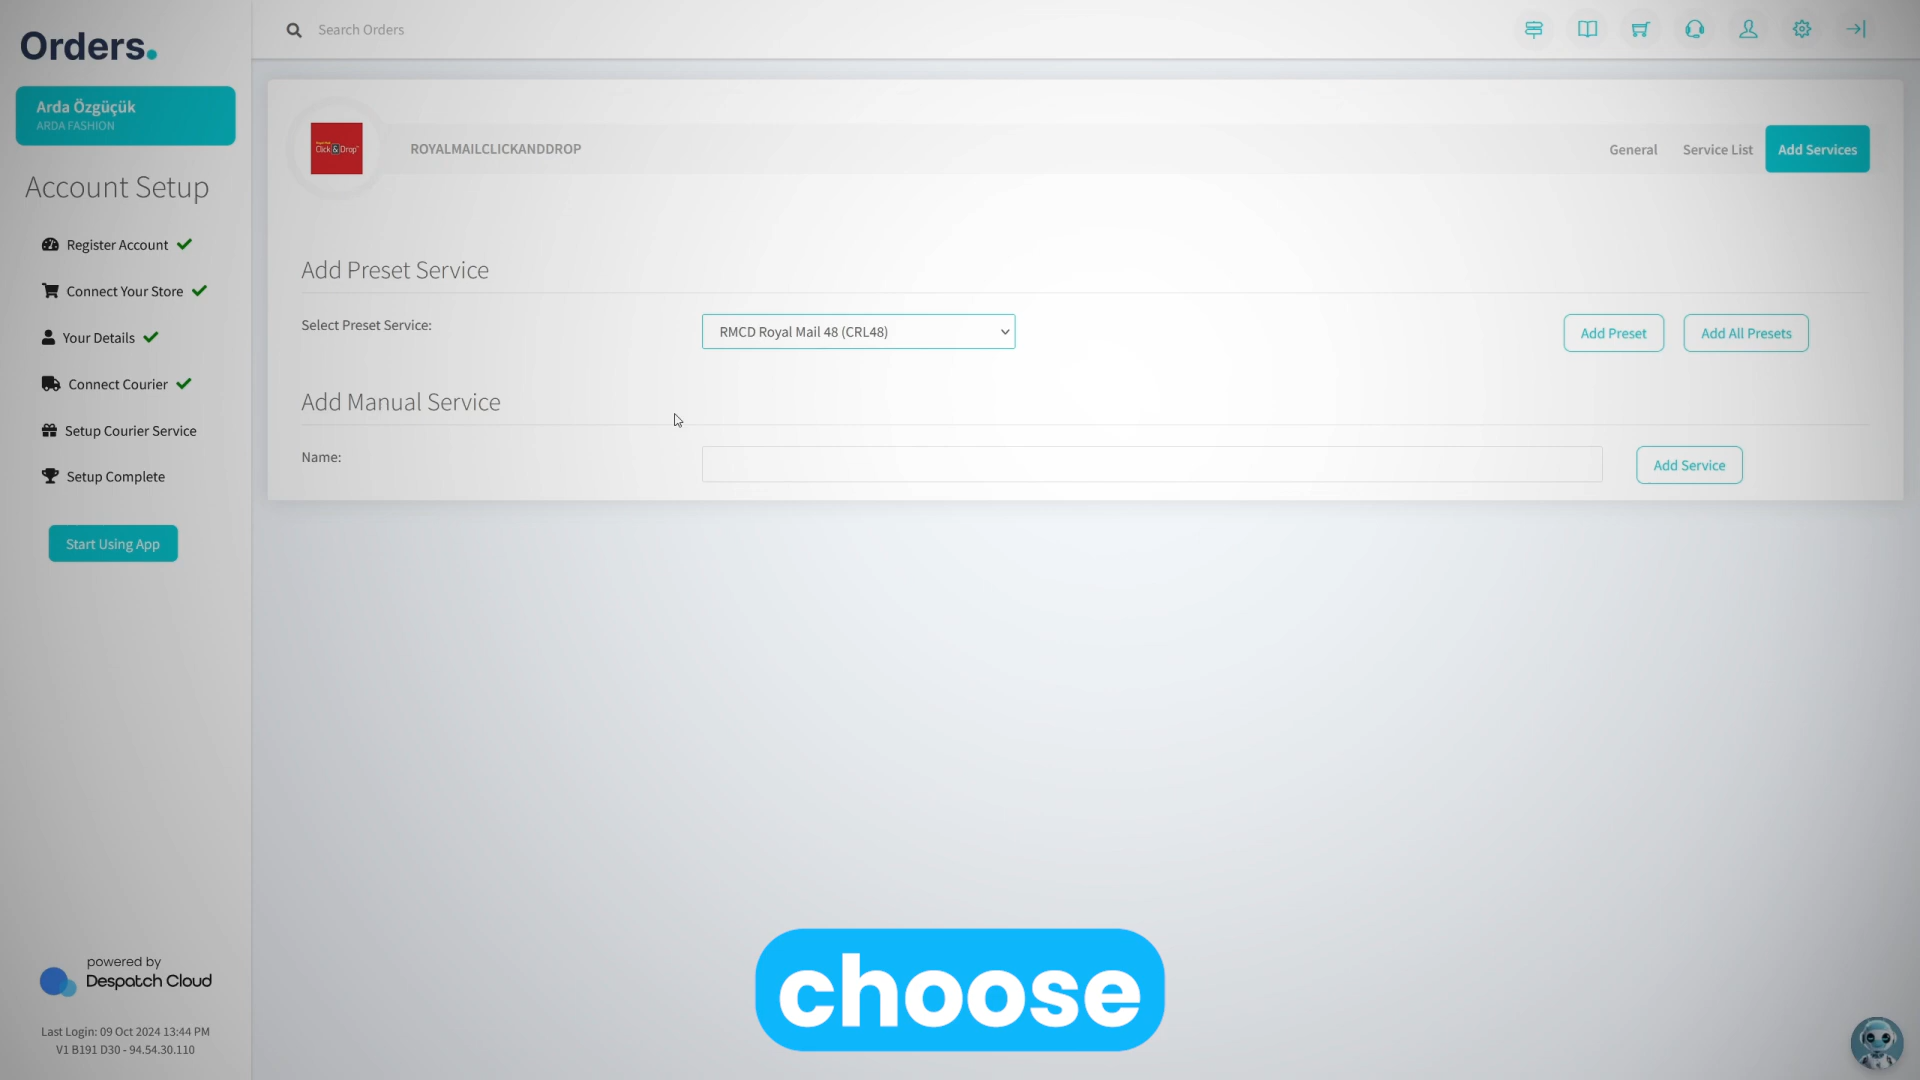 Orders.
Search Orders
Arda Özgüçük
ARDA FASHION
Account Setup
Register Account
Connect Your Store
Your Details
Connect Courier
Setup Courier Service
Setup Complete
Start Using App
Click & Drop
ROYALMAILCLICKANDDROP
General
Service List
Add Services
Add Preset Service
Select Preset Service:
RMCD Royal Mail 48 (CRL48)
Add Preset
Add All Presets
Add Manual Service
Name:
Add Service
choose
powered by
Despatch Cloud
Last Login: 09 Oct 2024 13:44 PM
V1 B191 D30 - 94.54.30.110